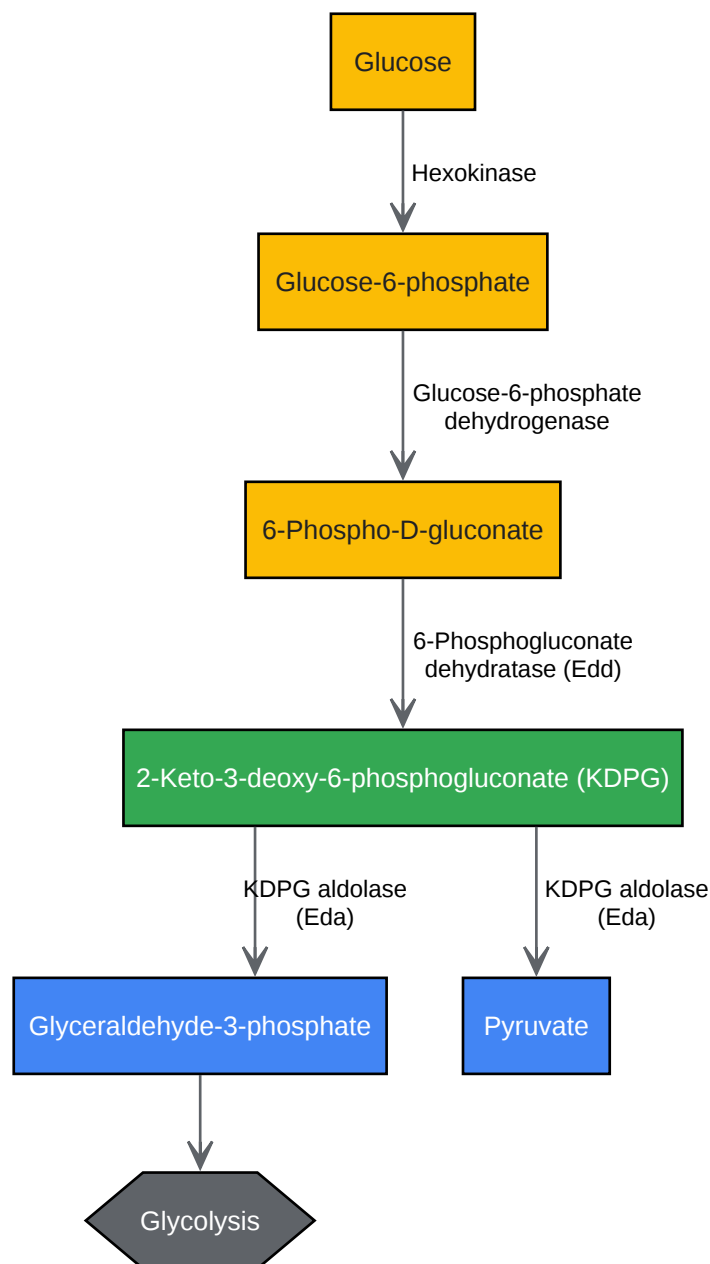 Glucose
Hexokinase
Glucose-6-phosphate
Glucose-6-phosphate
dehydrogenase
6-Phospho-D-gluconate
6-Phosphogluconate
dehydratase (Edd)
2-Keto-3-deoxy-6-phosphogluconate (KDPG)
KDPG aldolase
(Eda)
KDPG aldolase
(Eda)
Glyceraldehyde-3-phosphate
Pyruvate
Glycolysis